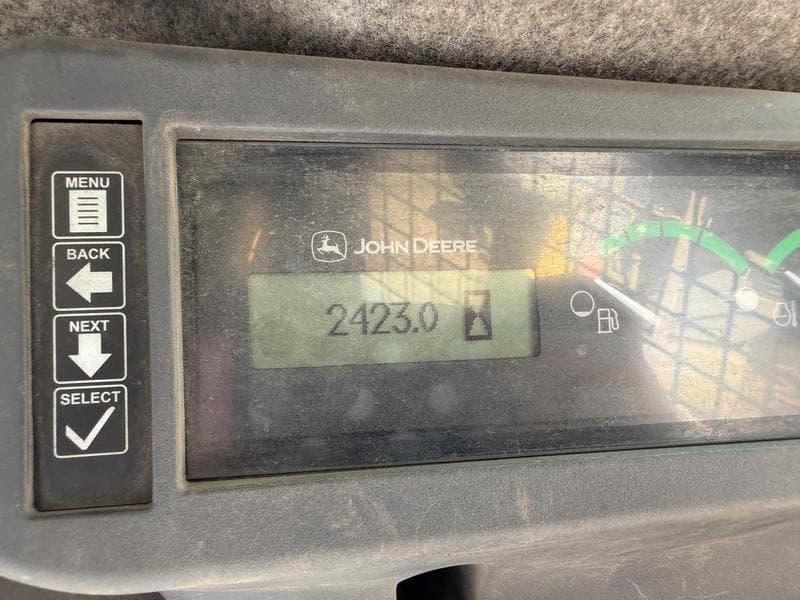 MENU
BACK
NEXT
SELECT
JOHN DEERE
2423.0